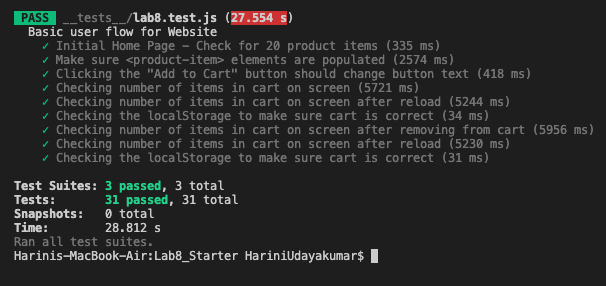 PASS __tests__/lab8.test.js (27.554 s)
Basic user flow for Website
✓ Initial Home Page - Check for 20 product items (335 ms)
✓ Make sure <product-item> elements are populated (2574 ms)
✓ Clicking the "Add to Cart" button should change button text (418 ms)
✓ Checking number of items in cart on screen (5721 ms)
✓ Checking number of items in cart on screen after reload (5244 ms)
✓ Checking the localStorage to make sure cart is correct (34 ms)
✓ Checking number of items in cart on screen after removing from cart (5956 ms)
✓ Checking number of items in cart on screen after reload (5230 ms)
✓ Checking the localStorage to make sure cart is correct (31 ms)
Test Suites: 3 passed, 3 total
Tests: 31 passed, 31 total
Snapshots: 0 total
Time: 28.812 s
Ran all test suites.
Harinis-MacBook-Air:Lab8_Starter HariniUdayakumar$